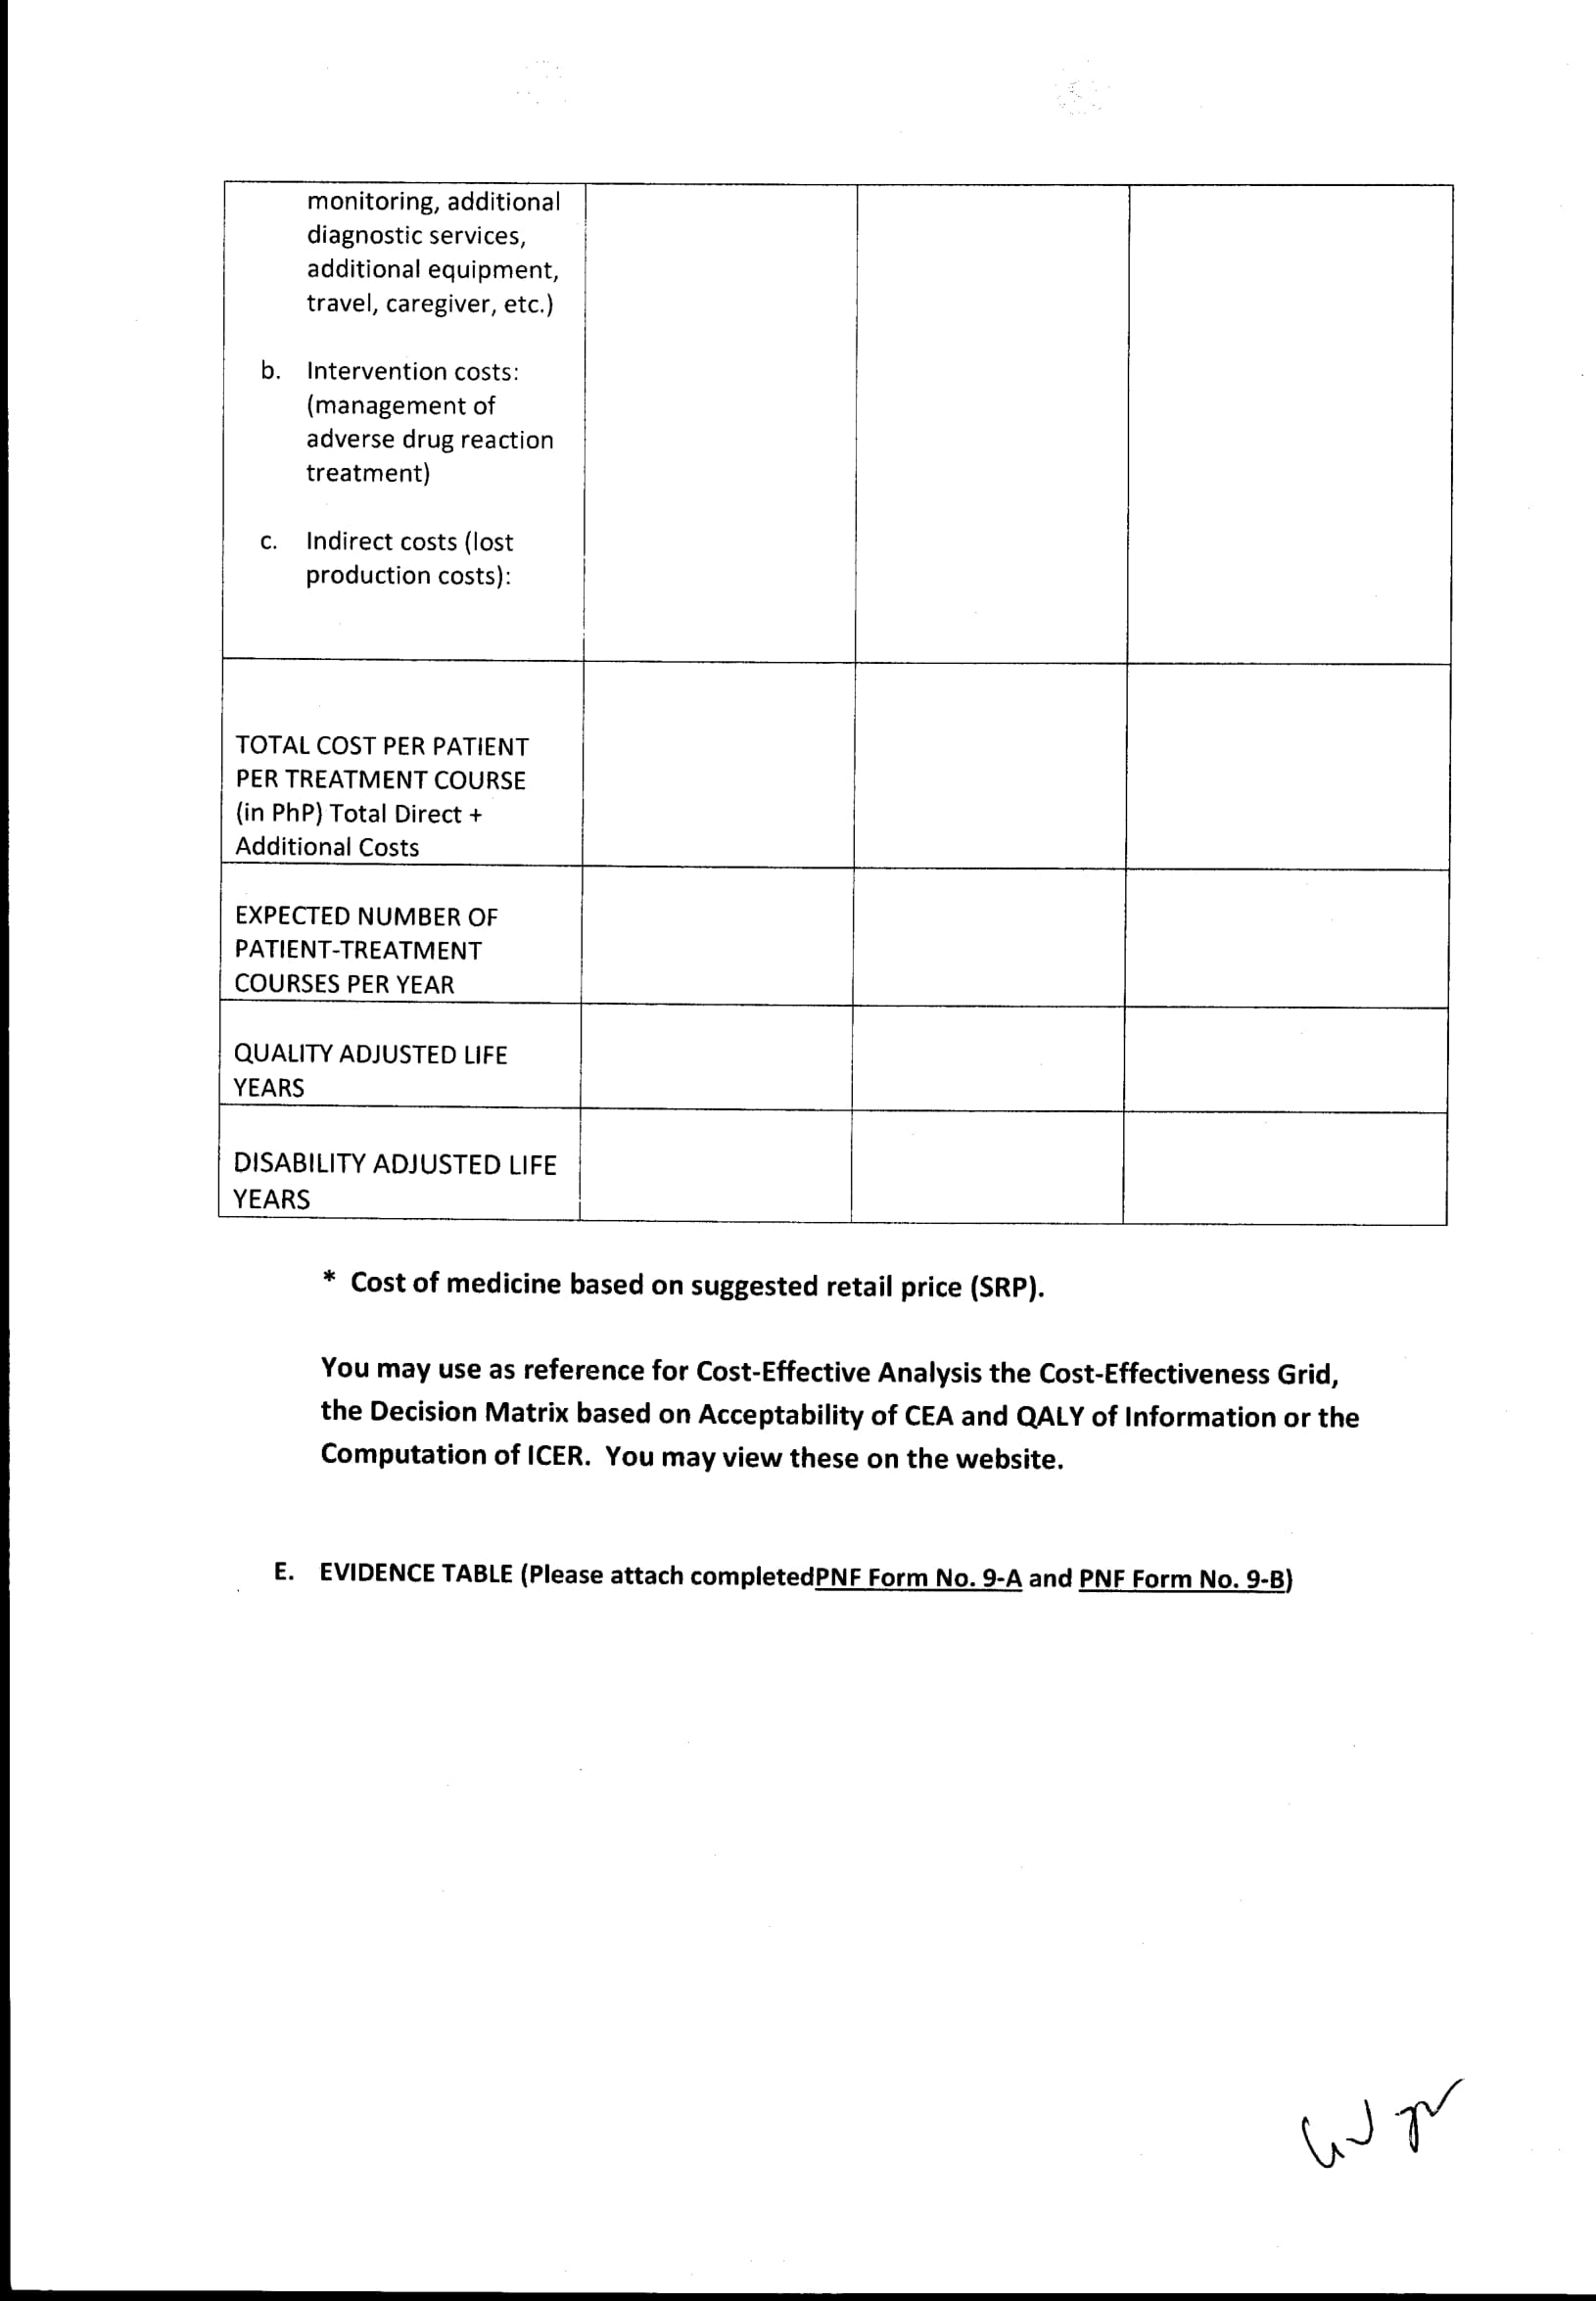 monitoring, additional
diagnostic services,
additional equipment,
travel, caregiver, etc.)
b. Intervention costs:
(management of
adverse drug reaction
treatment)
c. Indirect costs (lost
production costs):
TOTAL COST PER PATIENT
PER TREATMENT COURSE
(in PhP) Total Direct +
Additional Costs
EXPECTED NUMBER OF
PATIENT-TREATMENT
COURSES PER YEAR
QUALITY ADJUSTED LIFE
YEARS
DISABILITY ADJUSTED LIFE
YEARS
* Cost of medicine based on suggested retail price (SRP).
You may use as reference for Cost-Effective Analysis the Cost-Effectiveness Grid,
the Decision Matrix based on Acceptability of CEA and QALY of Information or the
Computation of ICER. You may view these on the website.
E. EVIDENCE TABLE (Please attach completedPNF Form No. 9-A and PNF Form No. 9-B)